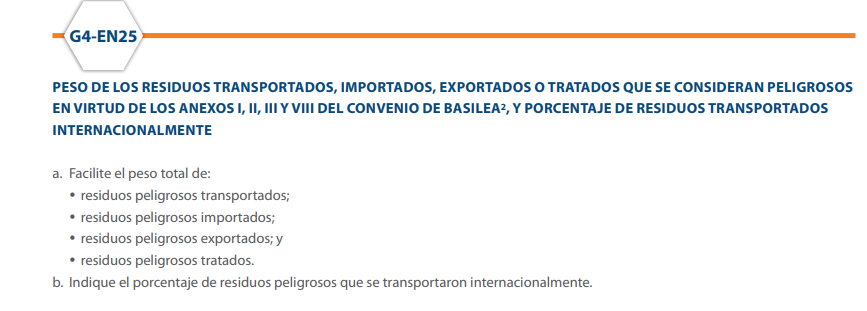 G4-EN25
PESO DE LOS RESIDUOS TRANSPORTADOS, IMPORTADOS, EXPORTADOS O TRATADOS QUE SE CONSIDERAN PELIGROSOS
EN VIRTUD DE LOS ANEXOS I, II, III Y VIII DEL CONVENIO DE BASILEA², Y PORCENTAJE DE RESIDUOS TRANSPORTADOS
INTERNACIONALMENTE
a. Facilite el peso total de:
• residuos peligrosos transportados;
• residuos peligrosos importados;
• residuos peligrosos exportados; y
• residuos peligrosos tratados.
b. Indique el porcentaje de residuos peligrosos que se transportaron internacionalmente.